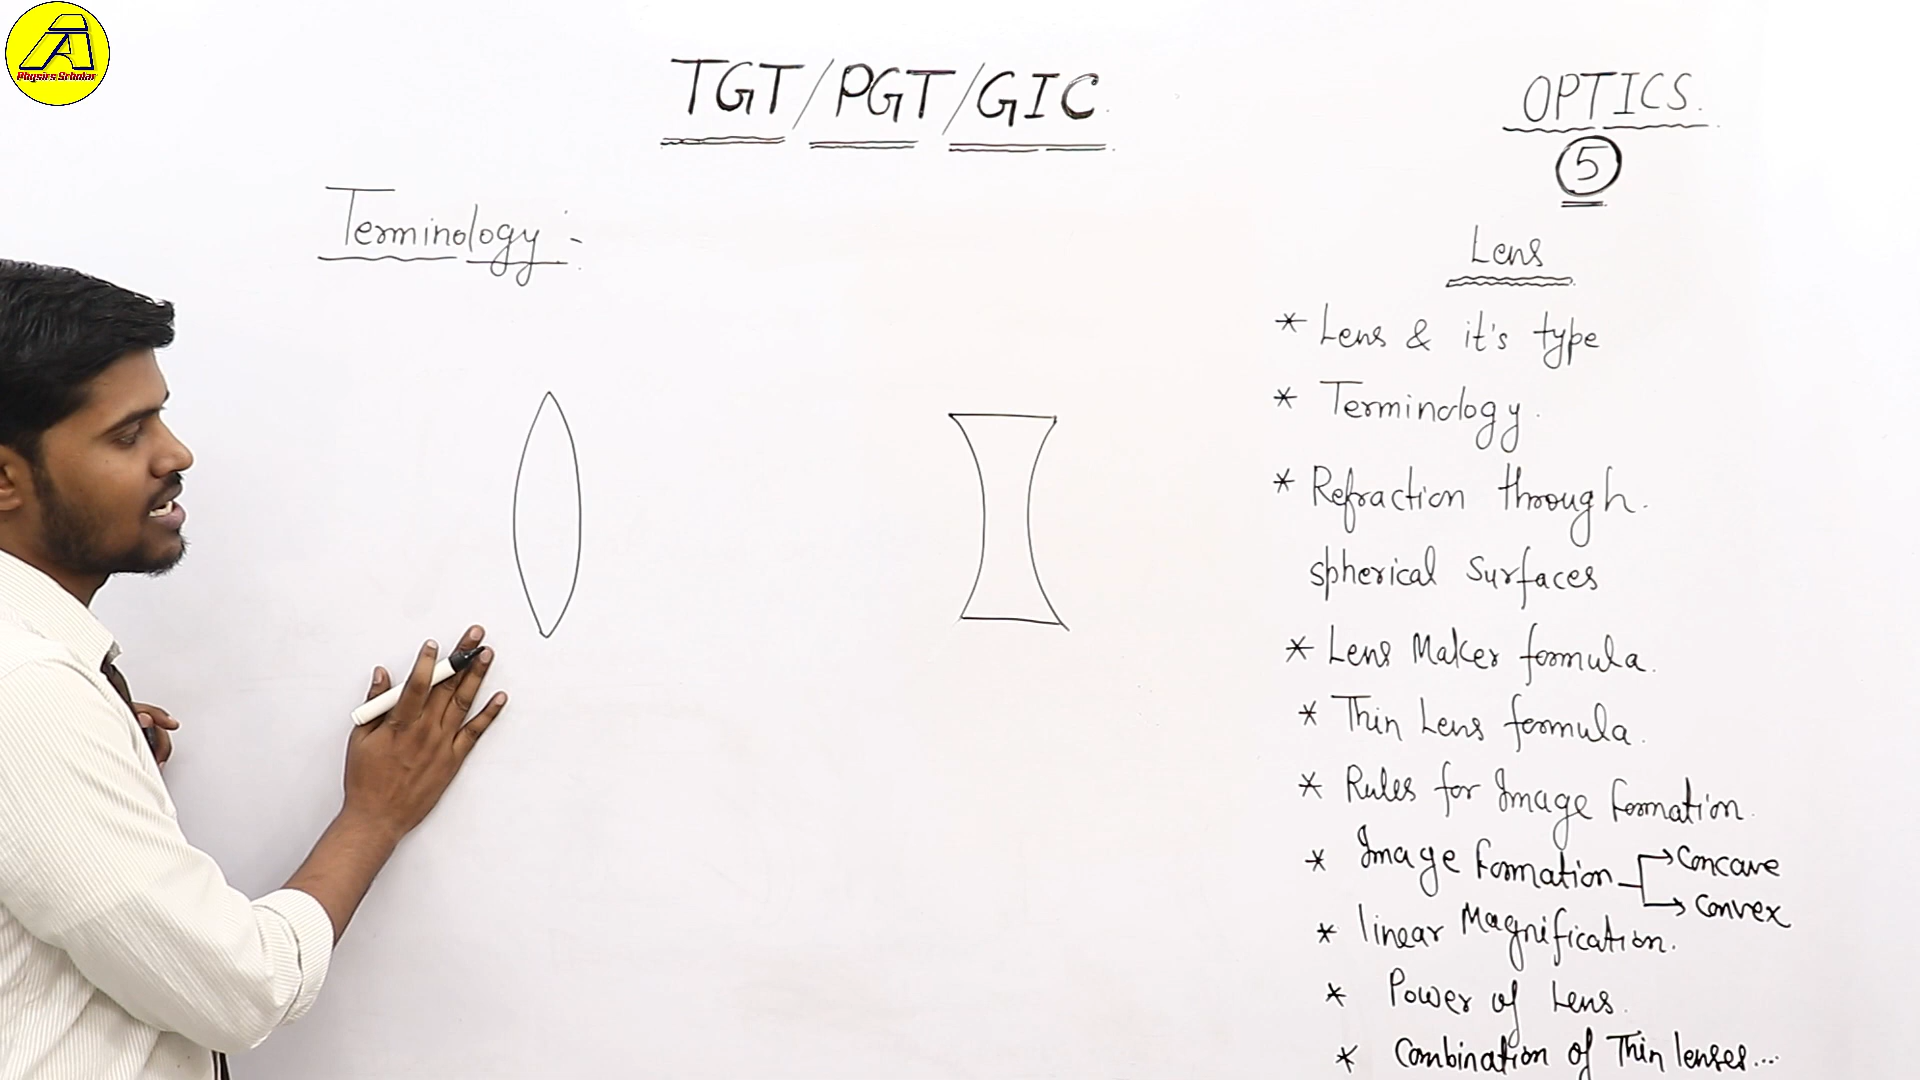 Physics Scholar
TGT/PGT/GIC
OPTICS.
5
Terminology :-
Lens
* Lens & it's type
* Terminology.
* Refraction through.
spherical surfaces
* Lens Maker formula.
* Thin Lens formula.
* Rules for Image formation.
* Image formation → concave
→ convex
* linear Magnification.
* Power of Lens.
* Combination of Thin lenses...